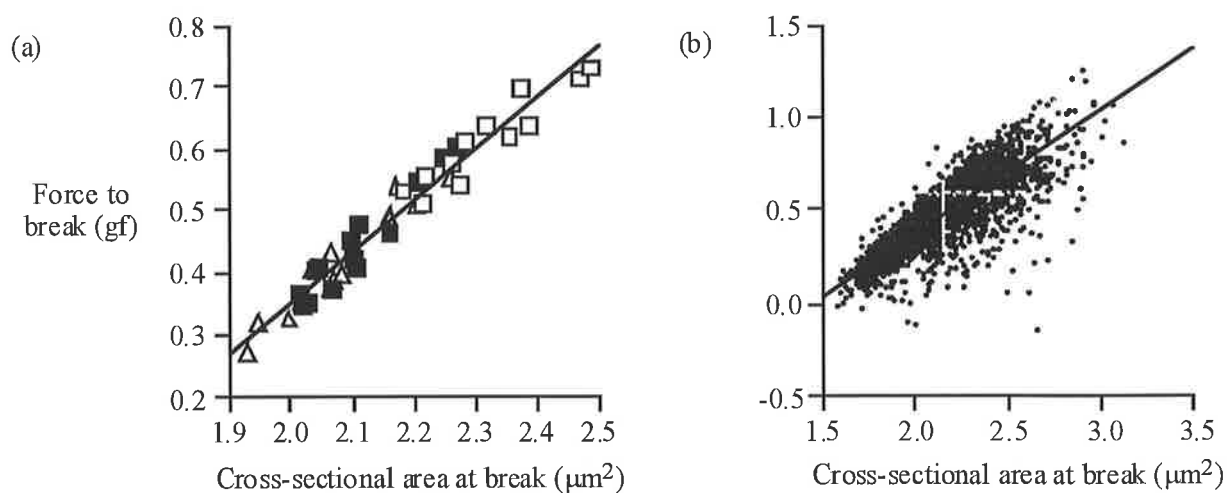 (a)
0.8
0.7
0.6
0.5
0.4
0.3
0.2
Force to
break (gf)
1.9 2.0 2.1 2.2 2.3 2.4 2.5
Cross-sectional area at break (μm²)
(b)
1.5
1.0
0.5
0.0
-0.5
1.5 2.0 2.5 3.0 3.5
Cross-sectional area at break (μm²)